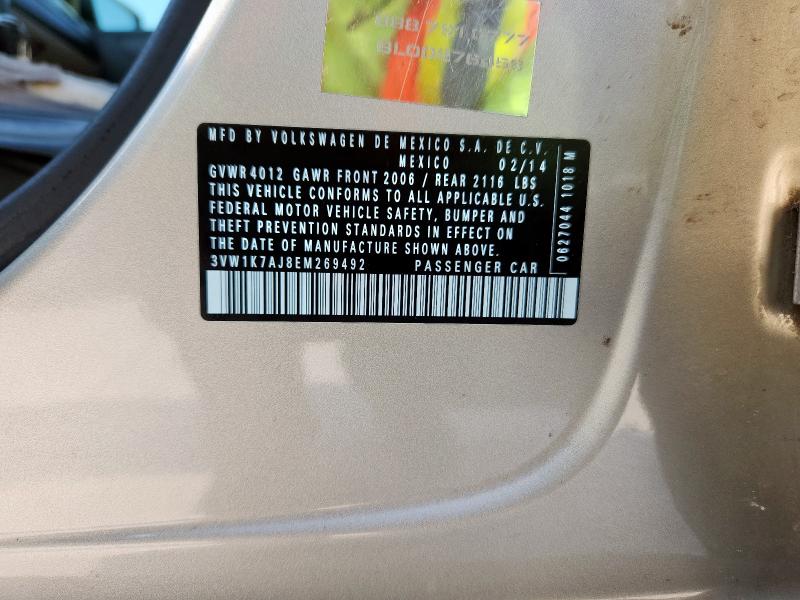 MFD BY VOLKSWAGEN DE MEXICO S.A. DE C.V.
MEXICO 02/14
GVWR 4012 GAWR FRONT 2006 / REAR 2116 LBS
THIS VEHICLE CONFORMS TO ALL APPLICABLE U.S.
FEDERAL MOTOR VEHICLE SAFETY, BUMPER AND
THEFT PREVENTION STANDARDS IN EFFECT ON
THE DATE OF MANUFACTURE SHOWN ABOVE.
3VW1K7AJ8EM269492 PASSENGER CAR
0627044 1018 M